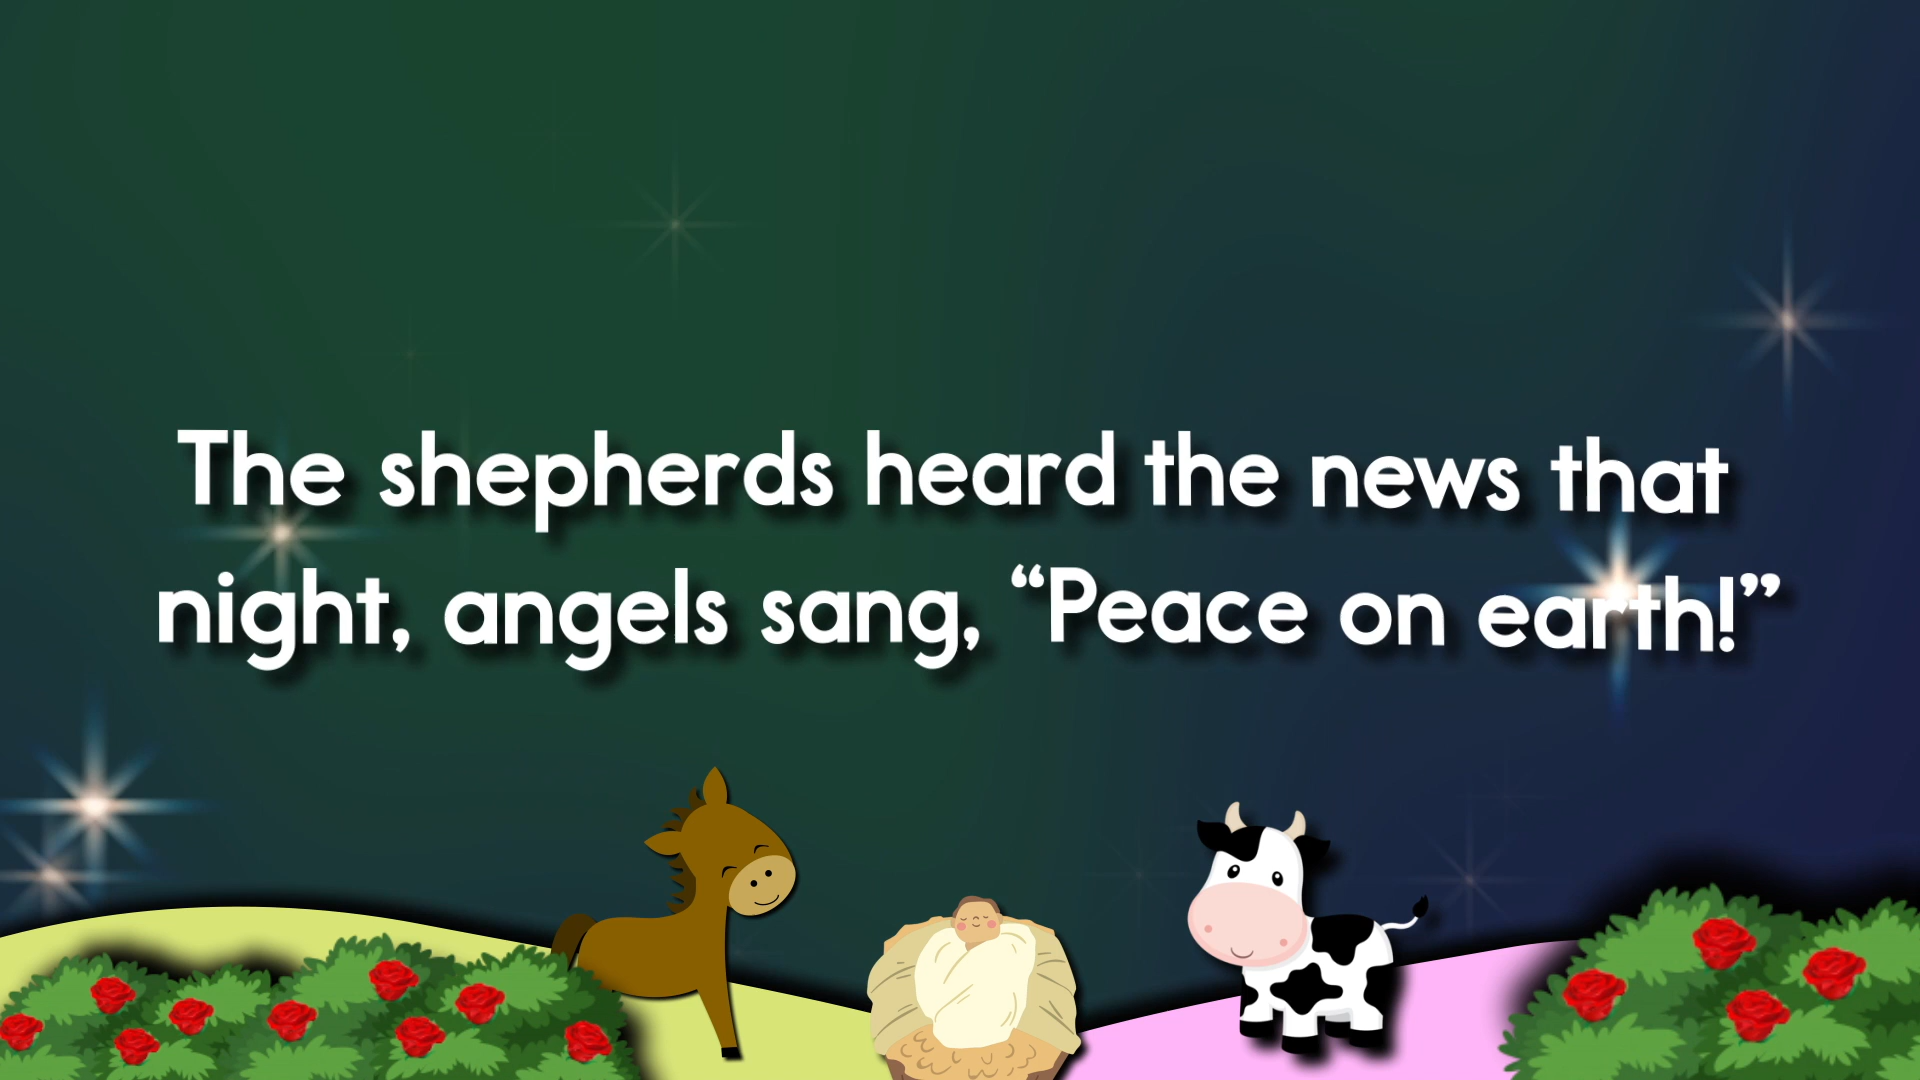 The shepherds heard the news that
night, angels sang, “Peace on earth!”